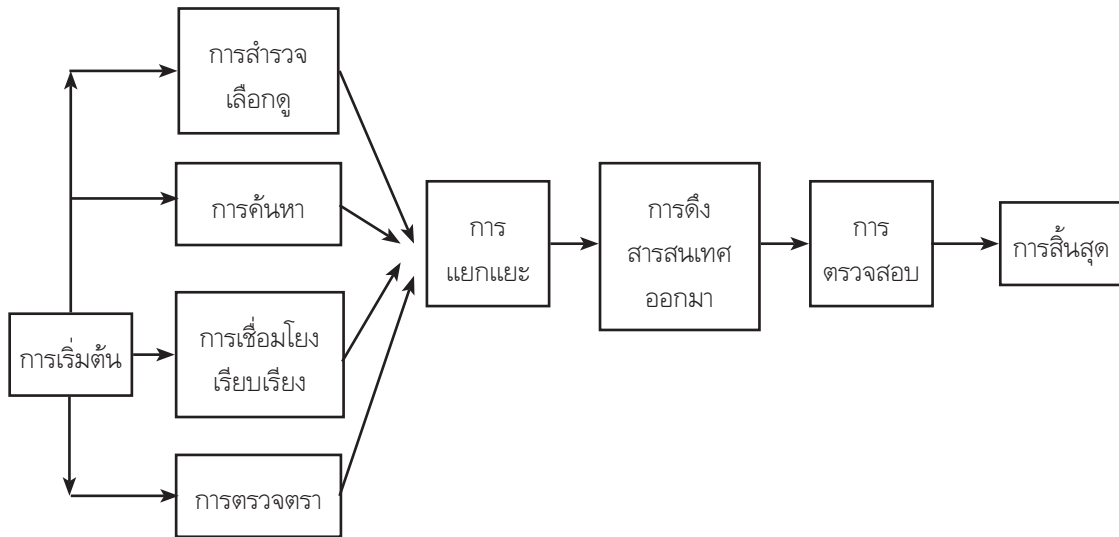 การสำรวจ
เลือกดู
การค้นหา
การเริ่มต้น
การเชื่อมโยง
เรียบเรียง
การตรวจตรา
การ
แยกแยะ
การดึง
สารสนเทศ
ออกมา
การ
ตรวจสอบ
การสิ้นสุด